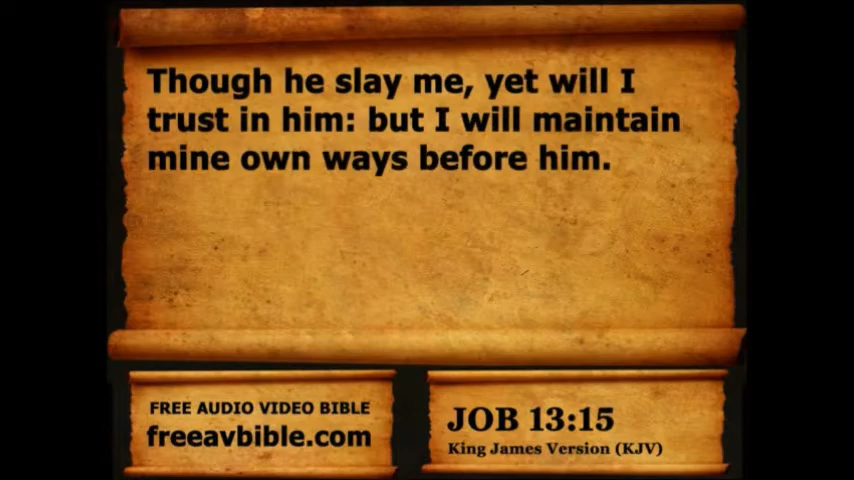 Though he slay me, yet will I
trust in him: but I will maintain
mine own ways before him.
FREE AUDIO VIDEO BIBLE
freeavbible.com
JOB 13:15
King James Version (KJV)